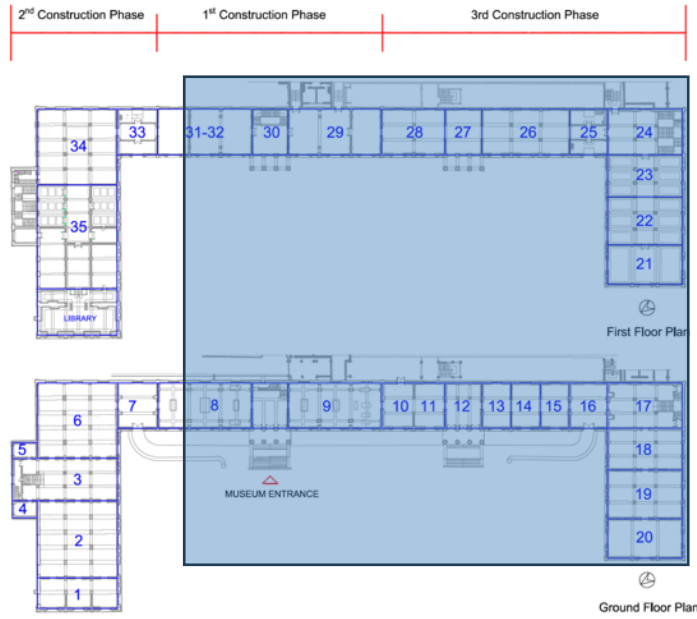 2nd Construction Phase 1st Construction Phase 3rd Construction Phase
34 33 31-32 30 29 28 27 26 25 24
23
35 22
21
LIBRARY
First Floor Plan
7 8 9 10 11 12 13 14 15 16 17
6
5 18
3
19
4 MUSEUM ENTRANCE
2 20
1
Ground Floor Plan